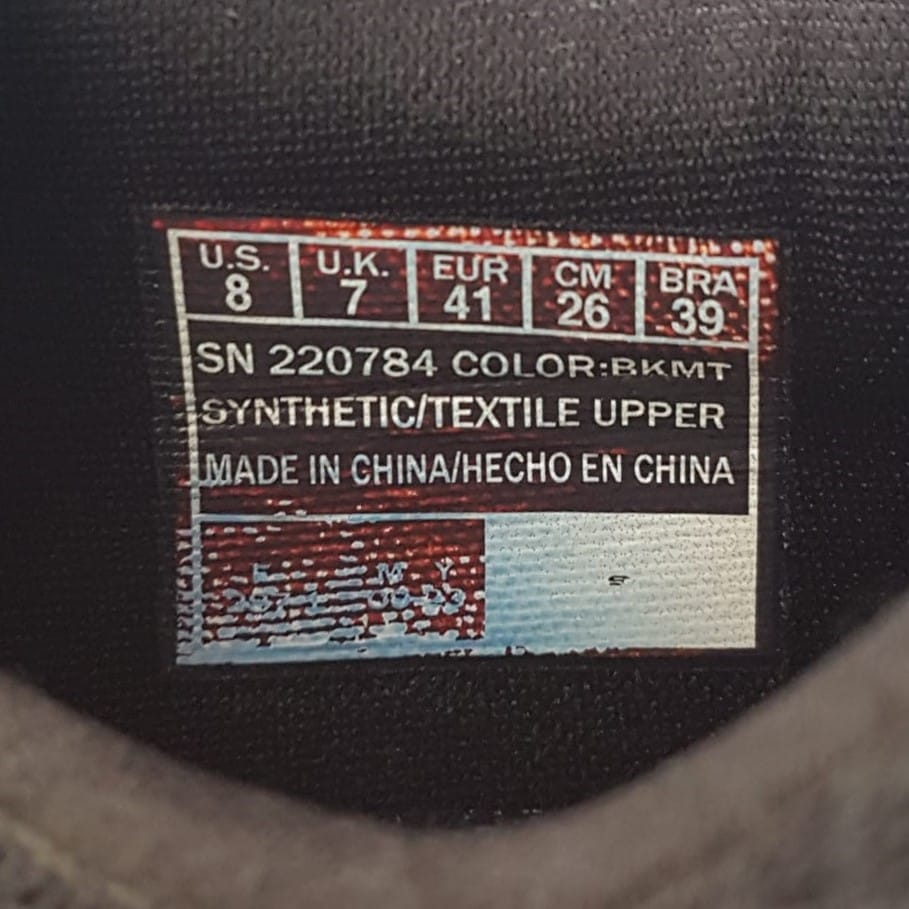 U.S. U.K. EUR CM BRA
8 7 41 26 39
SN 220784 COLOR:BKMT
SYNTHETIC/TEXTILE UPPER
MADE IN CHINA/HECHO EN CHINA